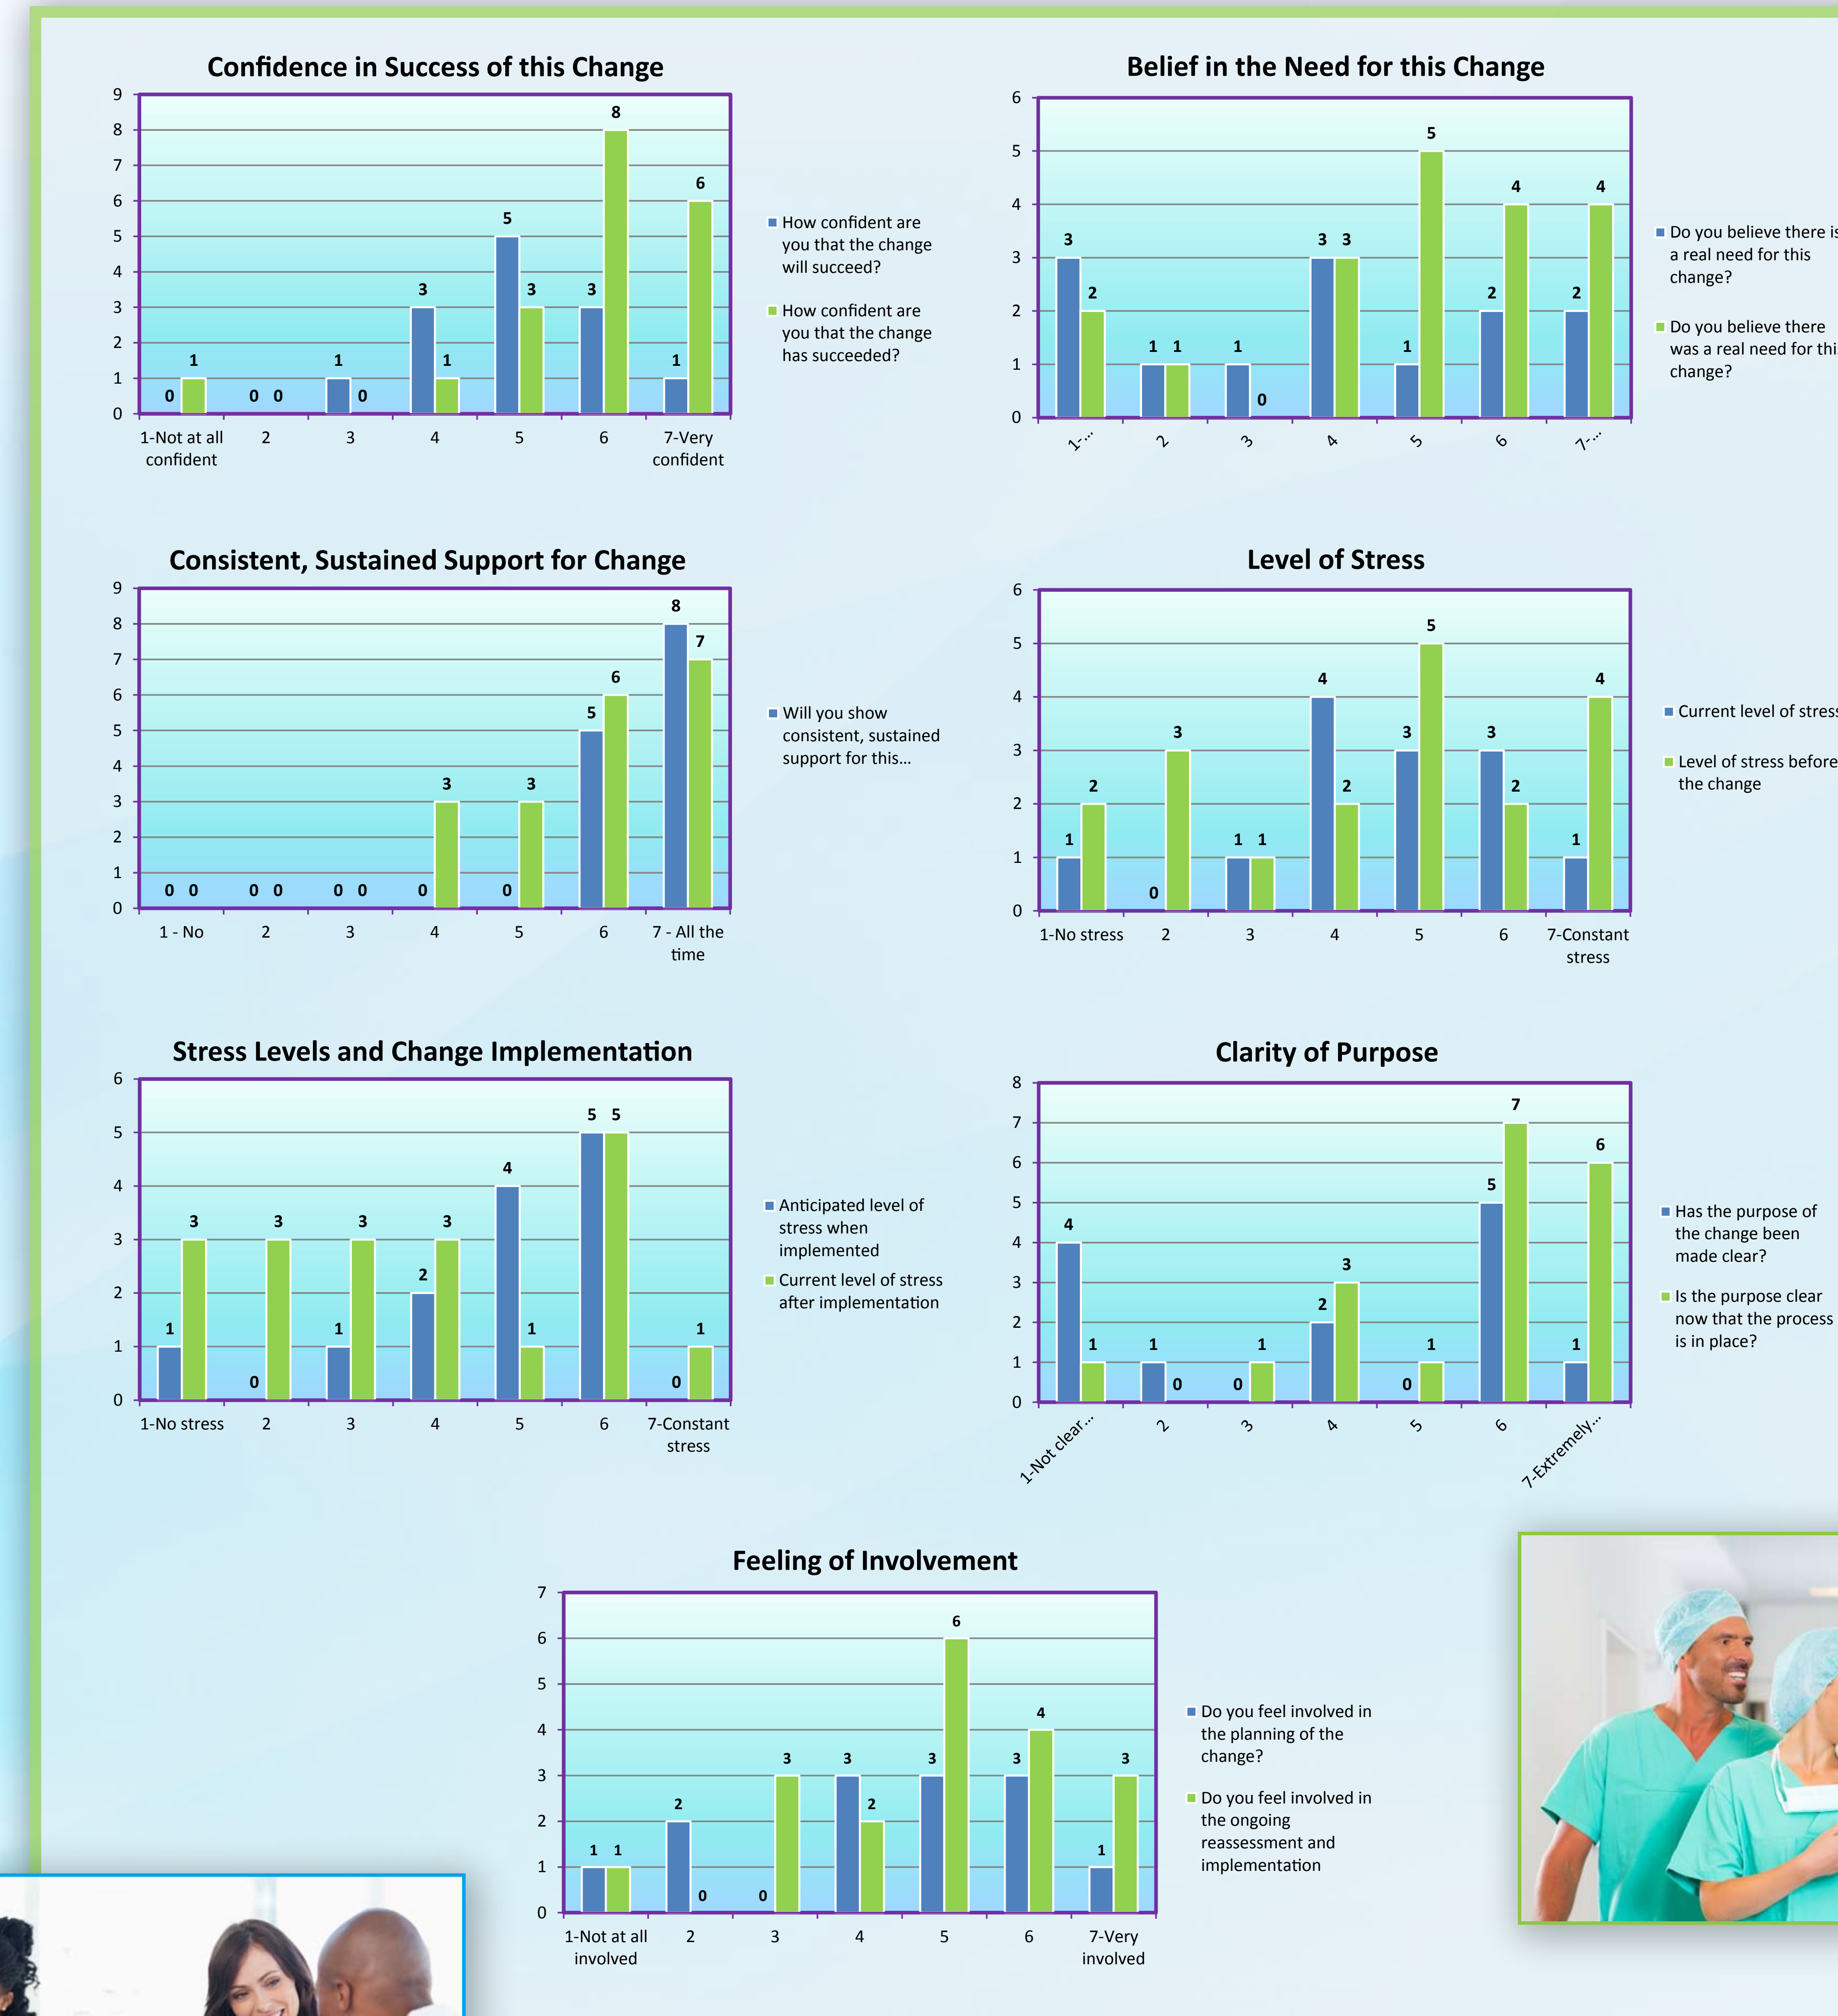 Confidence in Success of this Change
9
8
7
6
5
4
3
2
1
0
0
1
0 0
1
0
3
1
5
3
3
8
1
6
1-Not at all
confident
2
3
4
5
6
7-Very
confident
How confident are
you that the change
will succeed?
How confident are
you that the change
has succeeded?
Belief in the Need for this Change
6
5
4
3
2
1
0
3
2
1 1
1
0
3 3
1
5
2
4
2
4
1-...
2
3
4
5
6
7-...
Do you believe there is
a real need for this
change?
Do you believe there
was a real need for thi
change?
Consistent, Sustained Support for Change
9
8
7
6
5
4
3
2
1
0
0 0
0 0
0 0
0
3
0
3
5
6
8
7
1 - No
2
3
4
5
6
7 - All the
time
Will you show
consistent, sustained
support for this...
Level of Stress
6
5
4
3
2
1
0
1
2
0
3
1 1
4
2
3
5
3
2
1
4
1-No stress
2
3
4
5
6
7-Constant
stress
Current level of stress
Level of stress before
the change
Stress Levels and Change Implementation
6
5
4
3
2
1
0
1
3
0
3
1
3
2
3
4
1
5 5
0
1
1-No stress
2
3
4
5
6
7-Constant
stress
Anticipated level of
stress when
implemented
Current level of stress
after implementation
Clarity of Purpose
8
7
6
5
4
3
2
1
0
4
1
1
0
0
1
2
3
0
1
5
7
1
6
1-Not clear...
2
3
4
5
6
7-Extremely...
Has the purpose of
the change been
made clear?
Is the purpose clear
now that the process
is in place?
Feeling of Involvement
7
6
5
4
3
2
1
0
1 1
2
0
0
3
3
2
3
6
3
4
1
3
1-Not at all
involved
2
3
4
5
6
7-Very
involved
Do you feel involved in
the planning of the
change?
Do you feel involved in
the ongoing
reassessment and
implementation